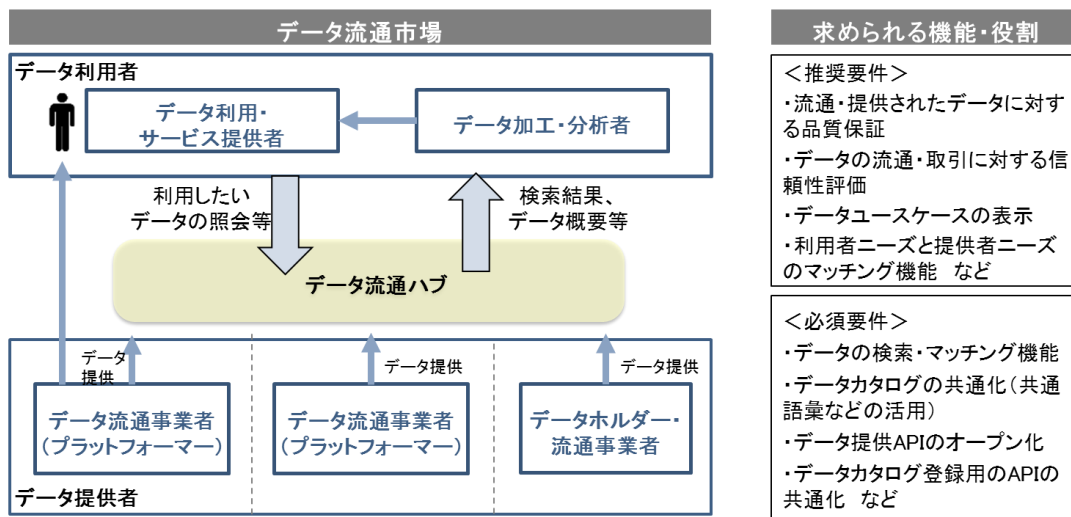 データ流通市場
データ利用者
データ利用・
サービス提供者
データ加工・分析者
利用したい
データの照会等
検索結果、
データ概要等
データ流通ハブ
データ
提供
データ提供
データ提供
データ流通事業者
(プラットフォーマー)
データ流通事業者
(プラットフォーマー)
データホルダー・
流通事業者
データ提供者
求められる機能・役割
＜推奨要件＞
・流通・提供されたデータに対す
る品質保証
・データの流通・取引に対する信
頼性評価
・データユースケースの表示
・利用者ニーズと提供者ニーズ
のマッチング機能 など
＜必須要件＞
・データの検索・マッチング機能
・データカタログの共通化(共通
語彙などの活用)
・データ提供APIのオープン化
・データカタログ登録用のAPIの
共通化 など